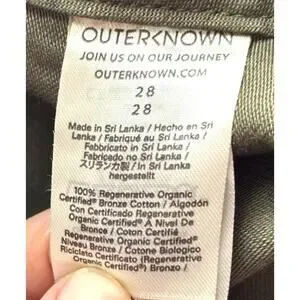 OUTERKNOWN
JOIN US ON OUR JOURNEY
OUTERKNOWN.COM
28
28
Made in Sri Lanka / Hecho en Sri
Lanka / Fabriqué au Sri Lanka /
Fabbricato in Sri Lanka /
Fabricado no Sri Lanka /
スリランカ製 / In Sri Lanka
hergestellt
100% Regenerative Organic
Certified® Bronze Cotton / Algodón
Con Certificado Regenerative
Organic Certified® A Nivel De
Bronce / Coton Certifié
Regenerative Organic Certified®
Niveau Bronze / Cotone Biologico
Riciclato Certificato (Regenerative
Organic Certified® Bronzo) /